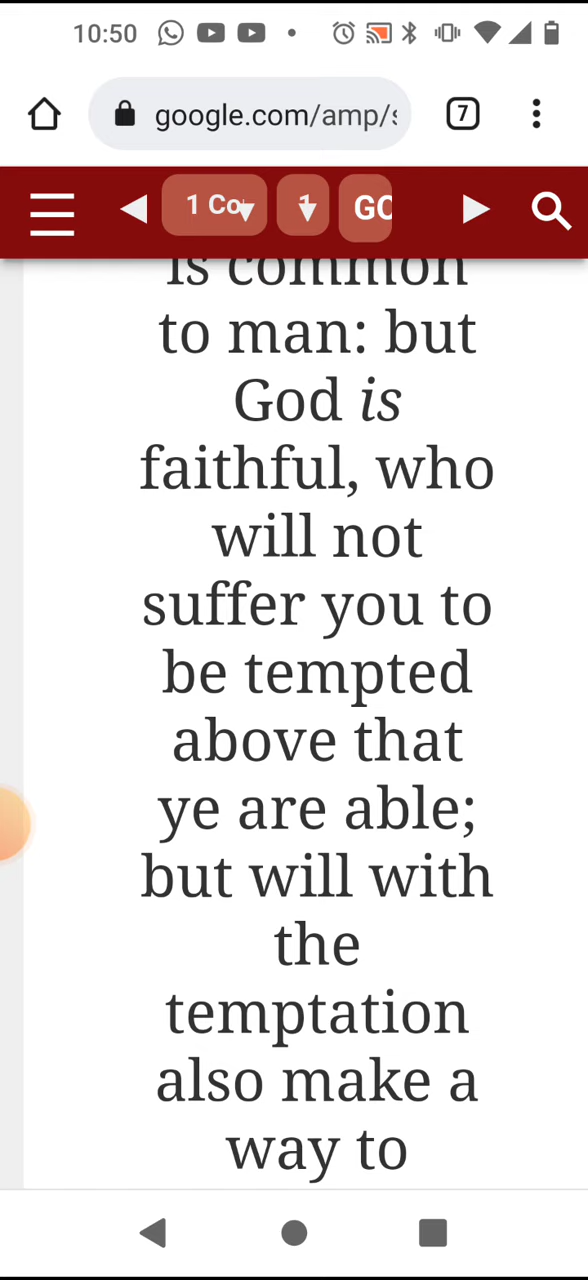 10:50
google.com/amp/
7
1 Co
1
GO
is common
to man: but
God is
faithful, who
will not
suffer you to
be tempted
above that
ye are able;
but will with
the
temptation
also make a
way to